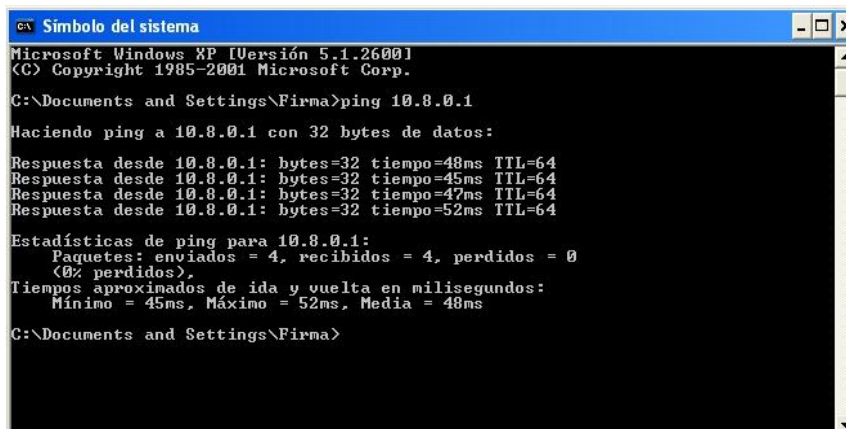 Símbolo del sistema
Microsoft Windows XP [Versión 5.1.2600]
(C) Copyright 1985-2001 Microsoft Corp.
C:\Documents and Settings\Firma>ping 10.8.0.1
Haciendo ping a 10.8.0.1 con 32 bytes de datos:
Respuesta desde 10.8.0.1: bytes=32 tiempo=48ms TTL=64
Respuesta desde 10.8.0.1: bytes=32 tiempo=45ms TTL=64
Respuesta desde 10.8.0.1: bytes=32 tiempo=47ms TTL=64
Respuesta desde 10.8.0.1: bytes=32 tiempo=52ms TTL=64
Estadísticas de ping para 10.8.0.1:
Paquetes: enviados = 4, recibidos = 4, perdidos = 0
(0% perdidos),
Tiempos aproximados de ida y vuelta en milisegundos:
Mínimo = 45ms, Máximo = 52ms, Media = 48ms
C:\Documents and Settings\Firma>